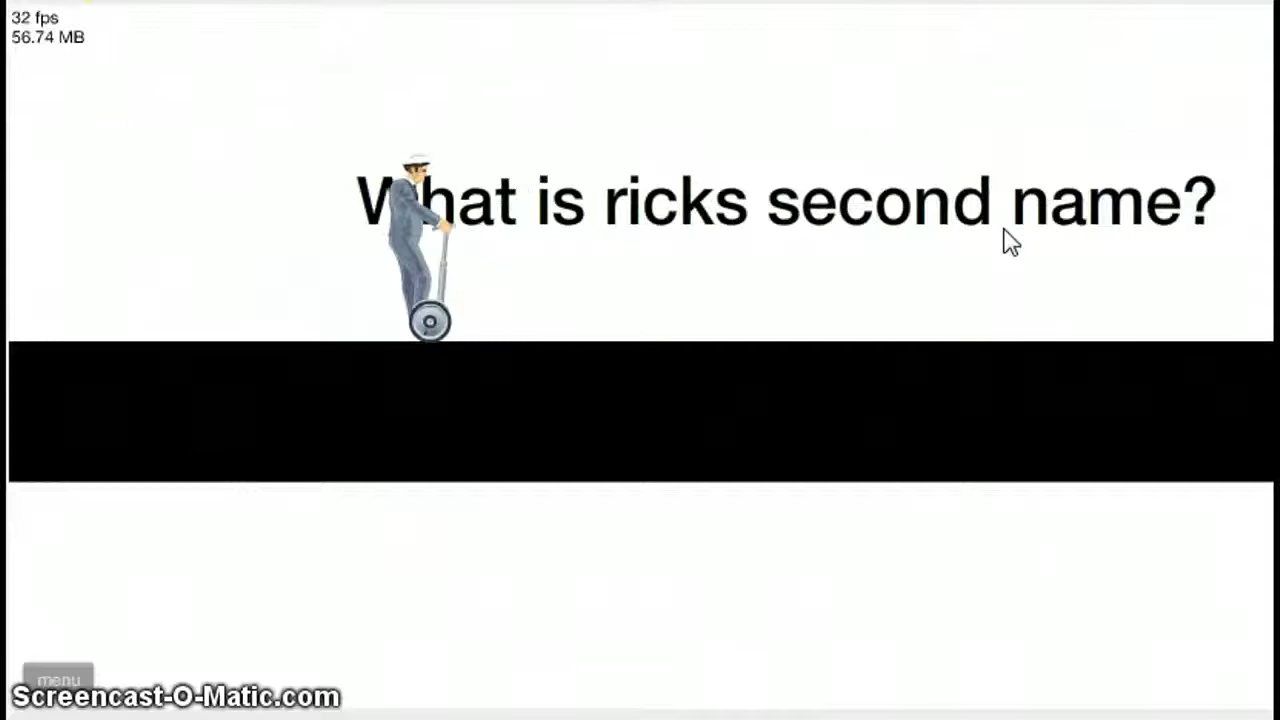 32 fps
56.74 MB
What is ricks second name?
menu
Screencast-O-Matic.com